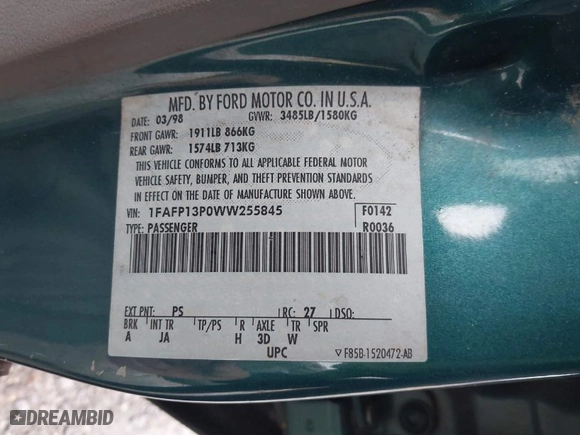 MFD. BY FORD MOTOR CO. IN U.S.A.
DATE: 03/98 GVWR: 3485LB/1580KG
FRONT GAWR: 1911LB 866KG
REAR GAWR: 1574LB 713KG
THIS VEHICLE CONFORMS TO ALL APPLICABLE FEDERAL MOTOR
VEHICLE SAFETY, BUMPER, AND THEFT PREVENTION STANDARDS
IN EFFECT ON THE DATE OF MANUFACTURE SHOWN ABOVE.
VIN: 1FAFP13P0WW255845 F0142
TYPE: PASSENGER R0036
EXT PNT: PS RC: 27 DSO:
BRK INT TR TP/PS R AXLE TR SPR
A JA H 3D W
UPC ▽F85B-1520472-AB
DREAMBID